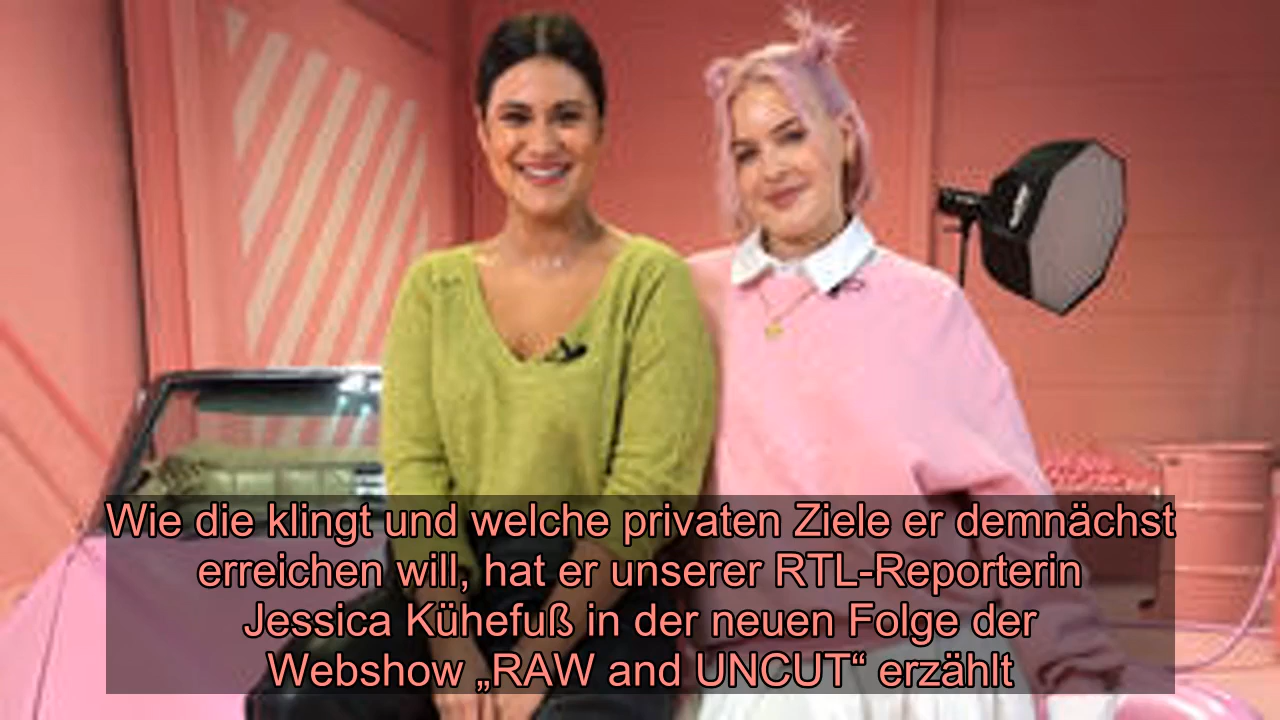 Wie die klingt und welche privaten Ziele er demnächst
erreichen will, hat er unserer RTL-Reporterin
Jessica Kühefuß in der neuen Folge der
Webshow „RAW and UNCUT“ erzählt